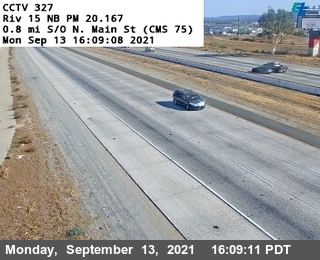 CCTV 327
Riv 15 NB PM 20.167
0.8 mi S/O N. Main St (CMS 75)
Mon Sep 13 16:09:08 2021
Monday, September 13, 2021 16:09:11 PDT